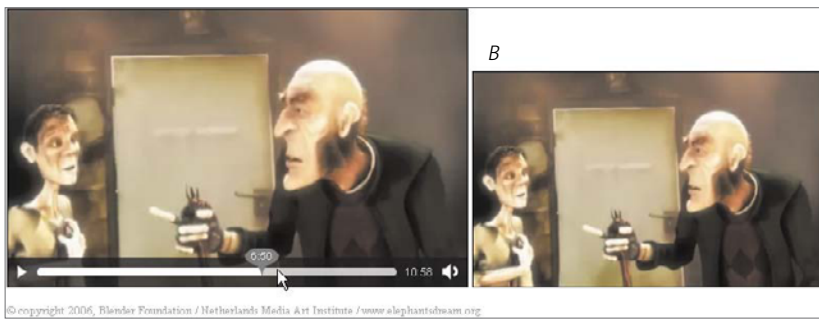 B
6:50
10:58
© copyright 2006, Blender Foundation / Netherlands Media Art Institute / www.elephantsdream.org